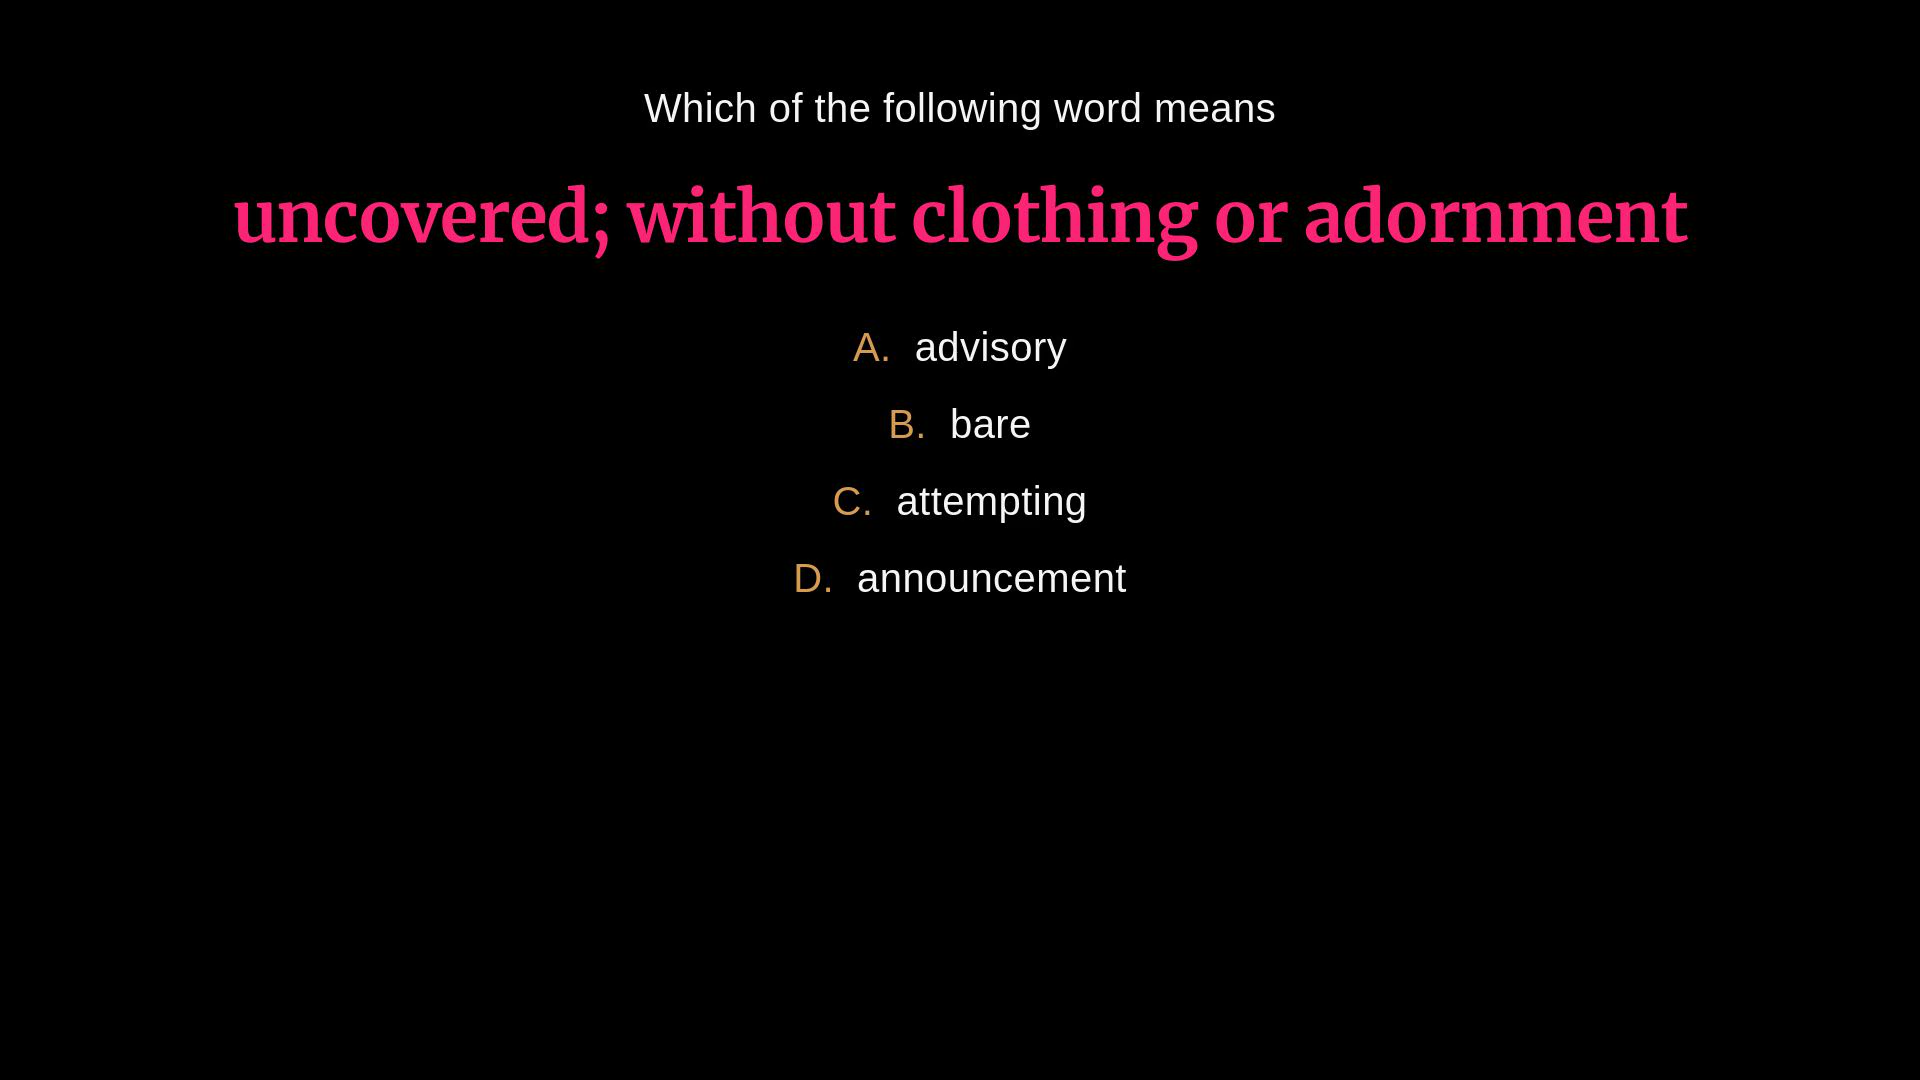 Which of the following word means
uncovered; without clothing or adornment
A. advisory
B. bare
C. attempting
D. announcement